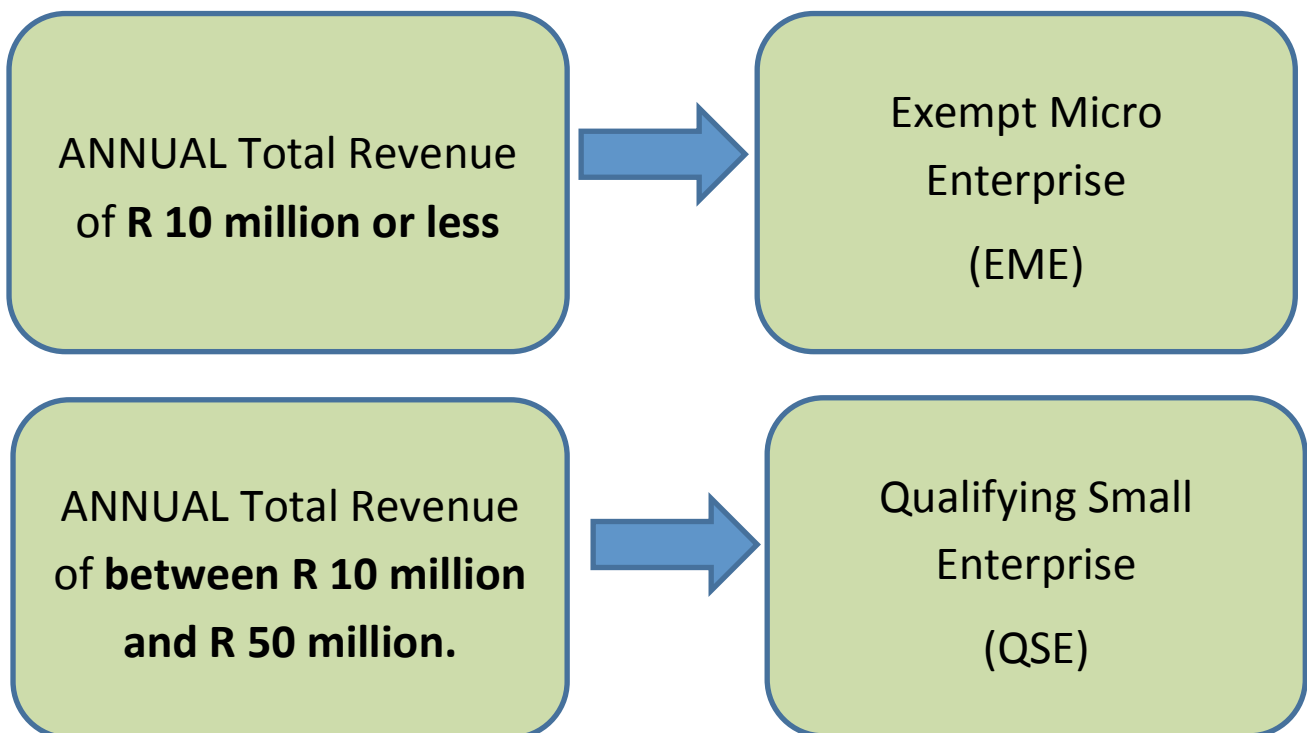 ANNUAL Total Revenue
of R 10 million or less
Exempt Micro
Enterprise
(EME)
ANNUAL Total Revenue
of between R 10 million
and R 50 million.
Qualifying Small
Enterprise
(QSE)